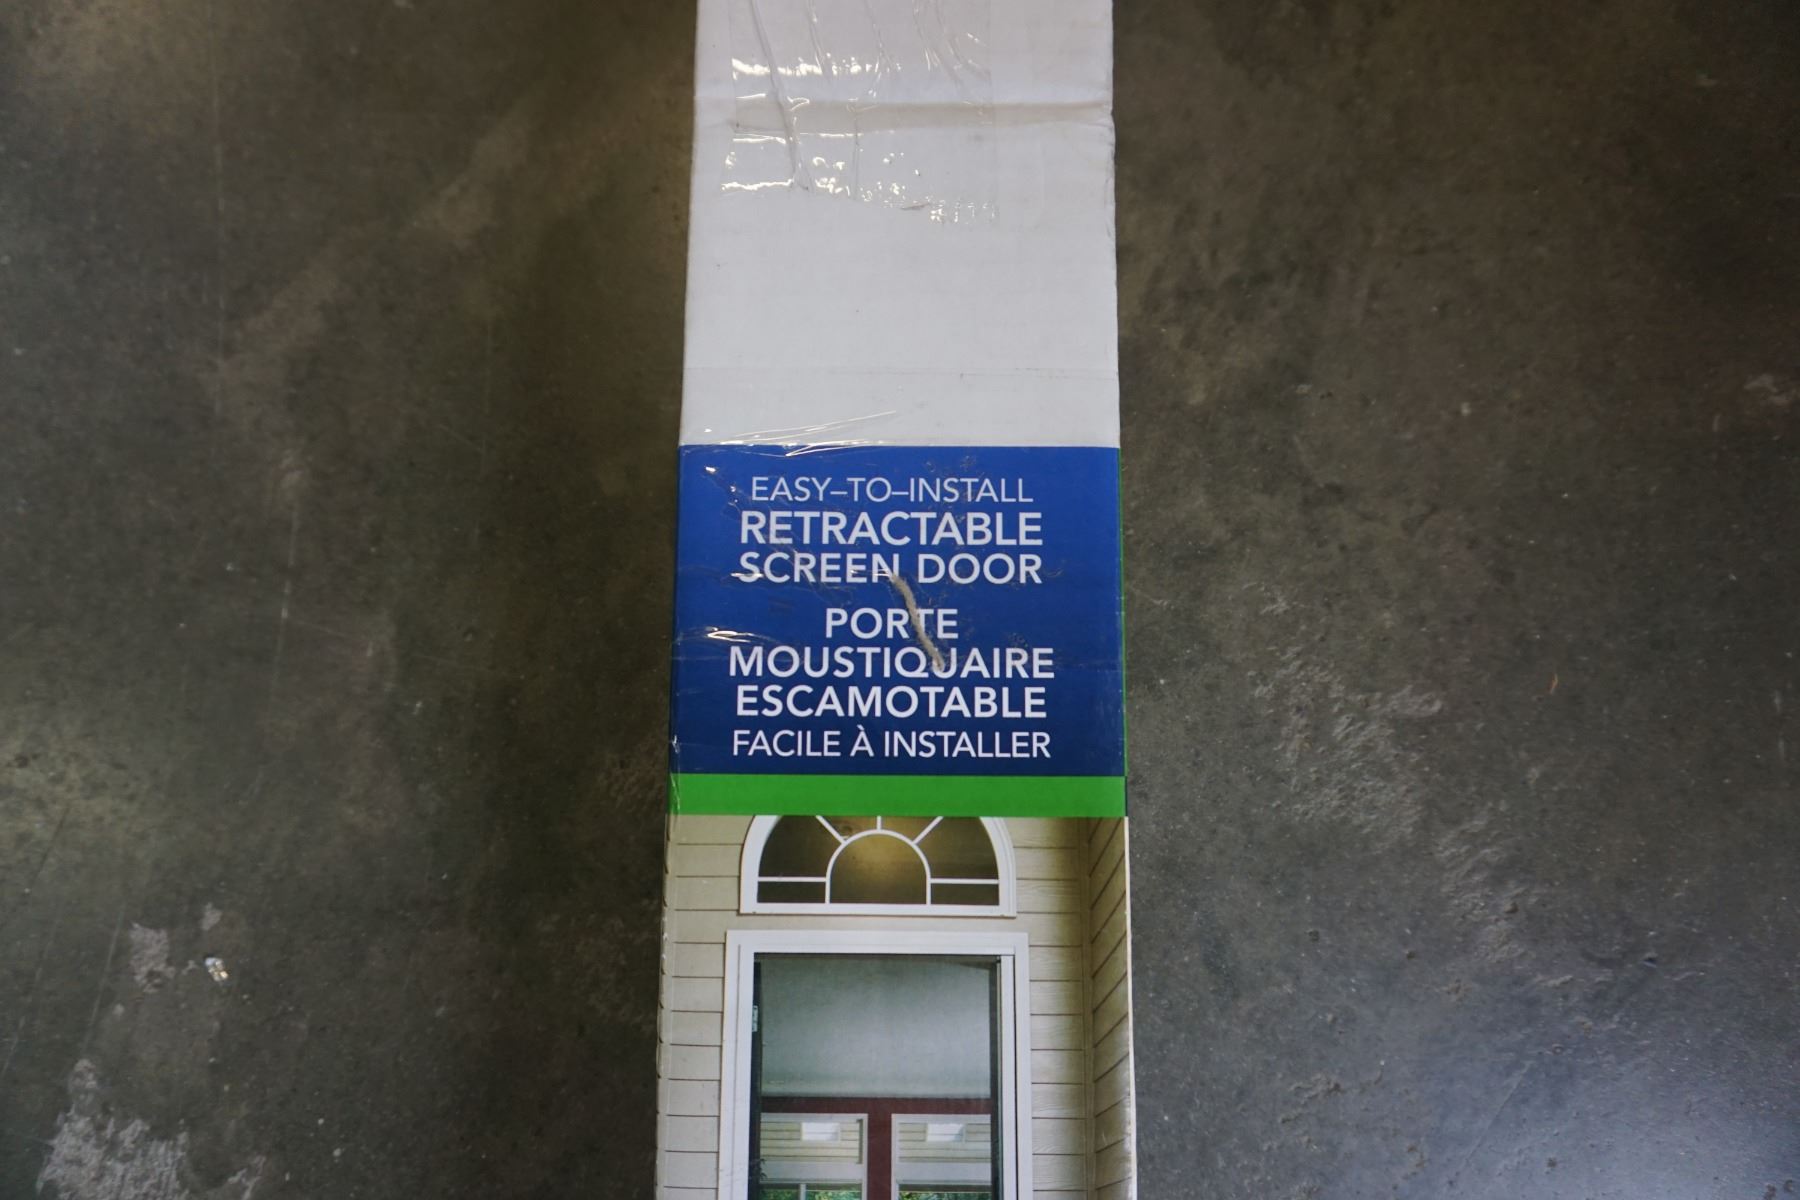 EASY–TO–INSTALL
RETRACTABLE
SCREEN DOOR
PORTE
MOUSTIQUAIRE
ESCAMOTABLE
FACILE À INSTALLER